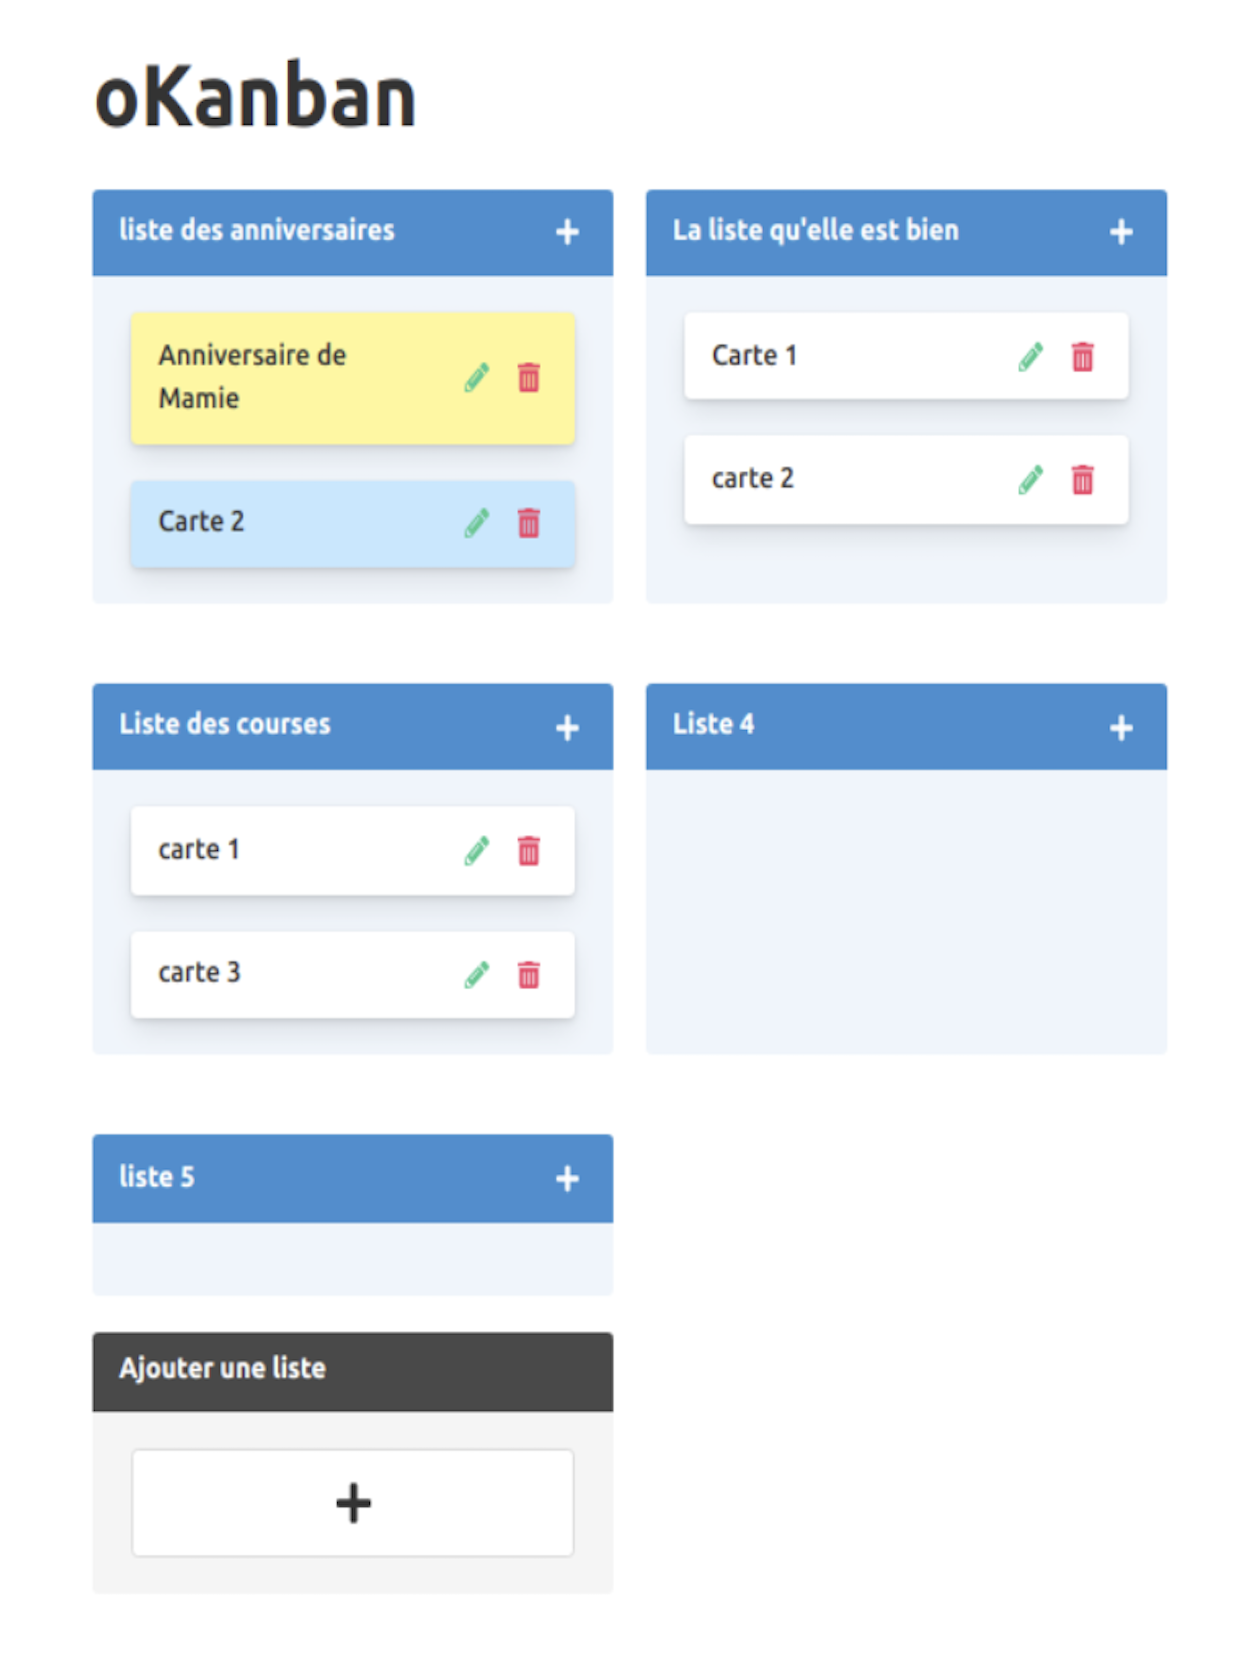 oKanban
liste des anniversaires
Anniversaire de
Mamie
Carte 2
La liste qu'elle est bien
Carte 1
carte 2
Liste des courses
carte 1
carte 3
Liste 4
liste 5
Ajouter une liste